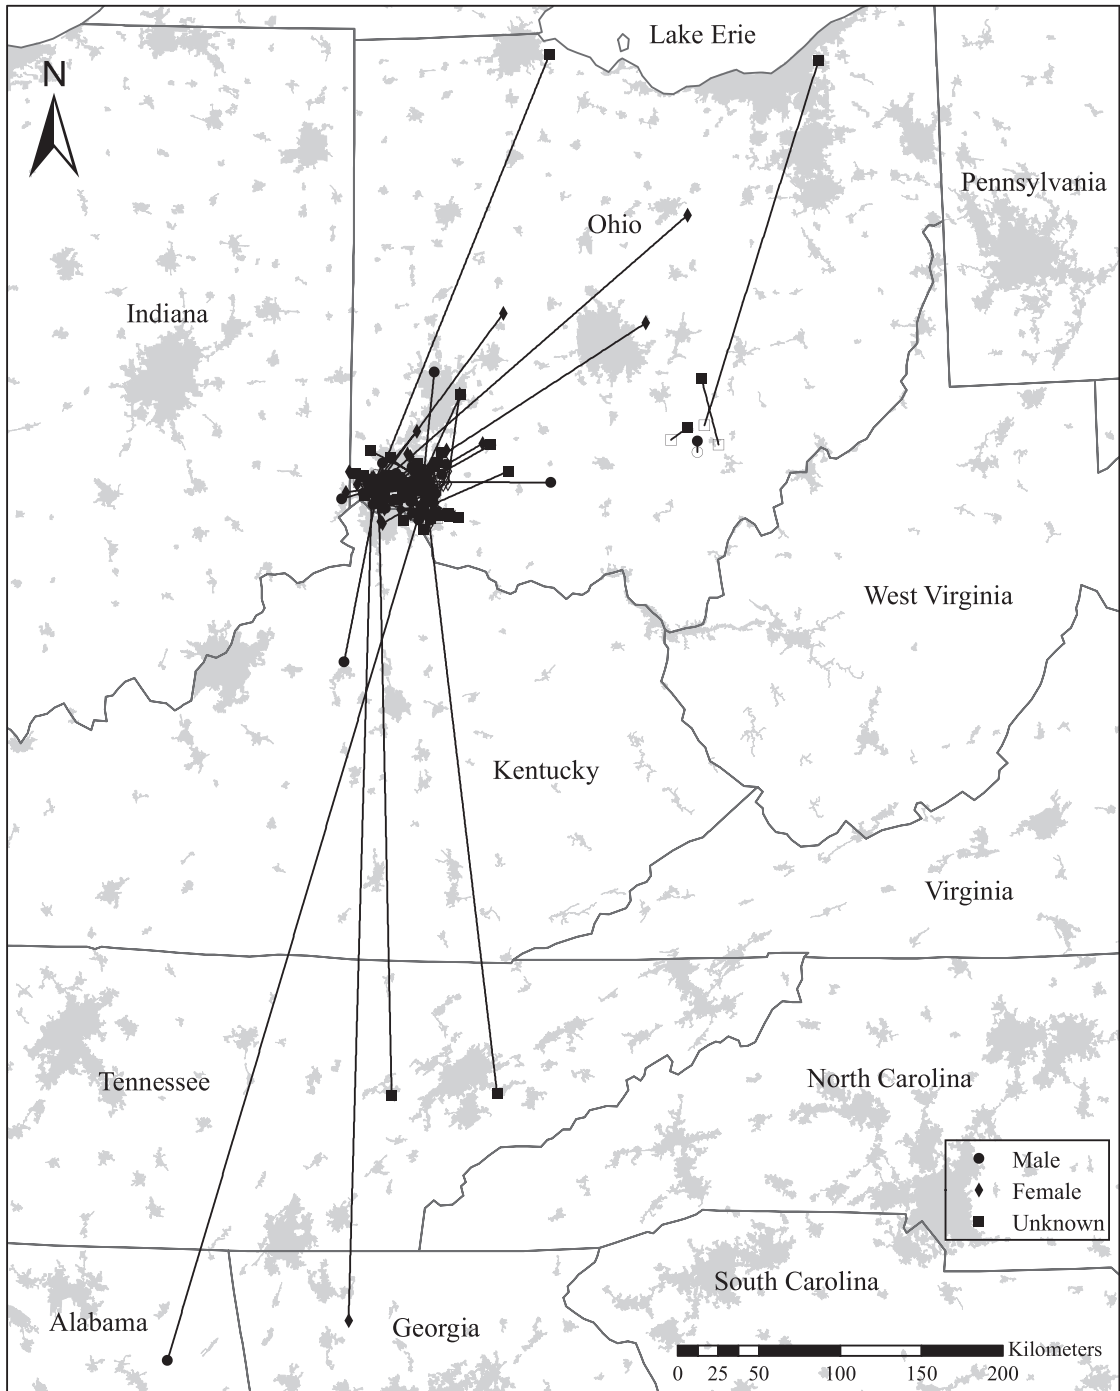 Lake Erie
N
Pennsylvania
Ohio
Indiana
West Virginia
Kentucky
Virginia
Tennessee
North Carolina
Male
Female
Unknown
South Carolina
Alabama
Georgia
Kilometers
0 25 50 100 150 200